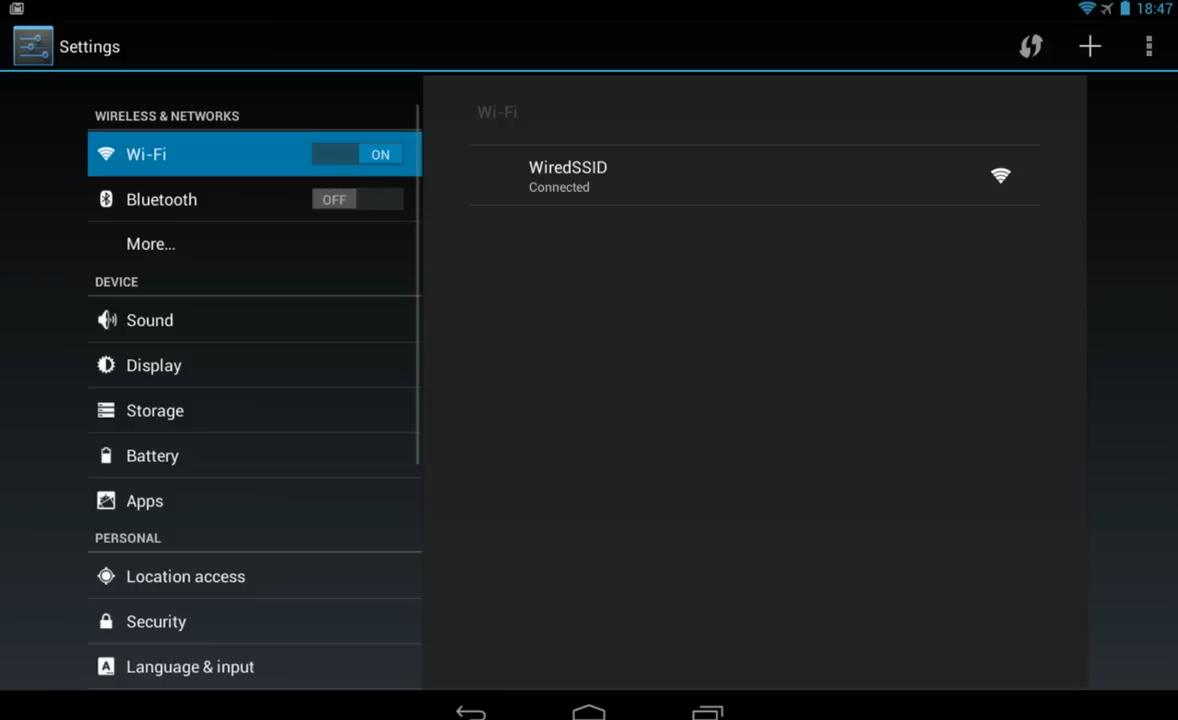 18:47
Settings
WIRELESS & NETWORKS
Wi-Fi
ON
Bluetooth
OFF
More...
DEVICE
Sound
Display
Storage
Battery
Apps
PERSONAL
Location access
Security
Language & input
Wi-Fi
WiredSSID
Connected